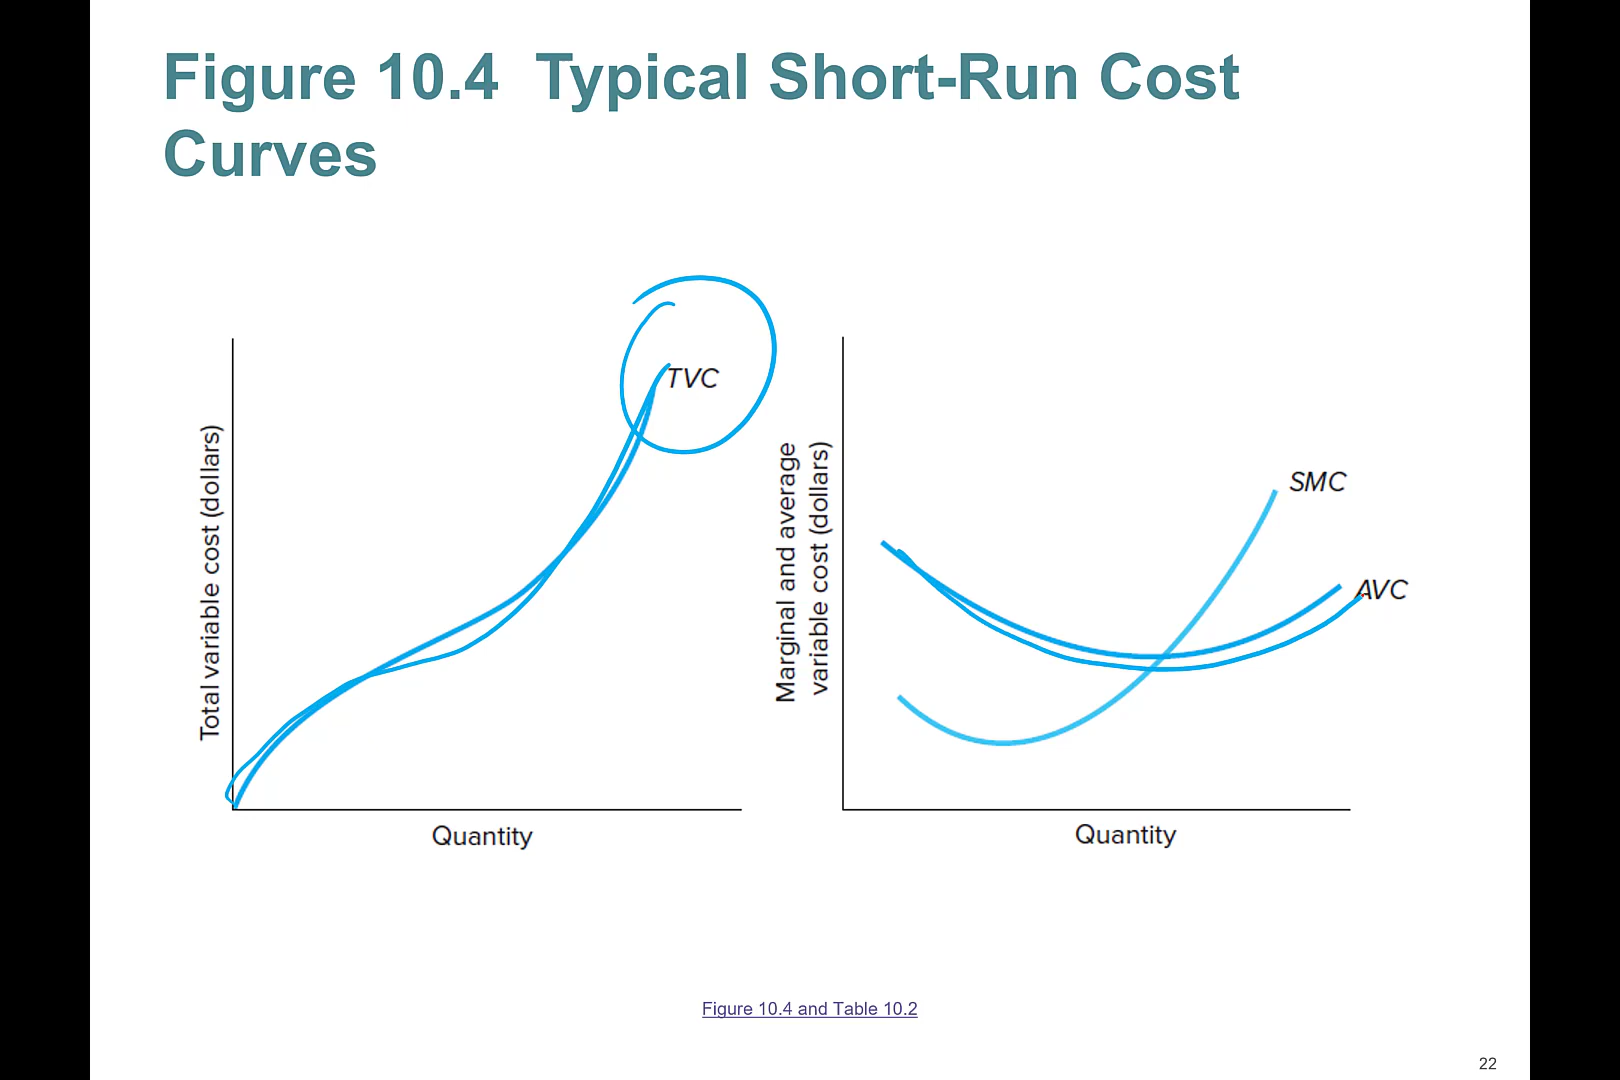 Figure 10.4 Typical Short-Run Cost
Curves
Total variable cost (dollars)
TVC
Quantity
Marginal and average
variable cost (dollars)
SMC
AVC
Quantity
Figure 10.4 and Table 10.2
22